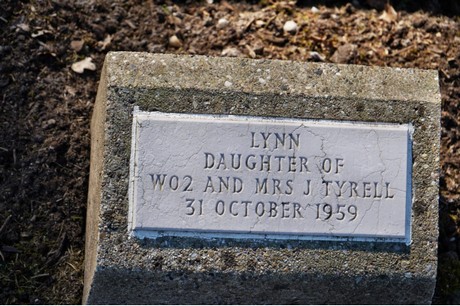 LYNN
DAUGHTER OF
WO2 AND MRS J TYRELL
31 OCTOBER 1959